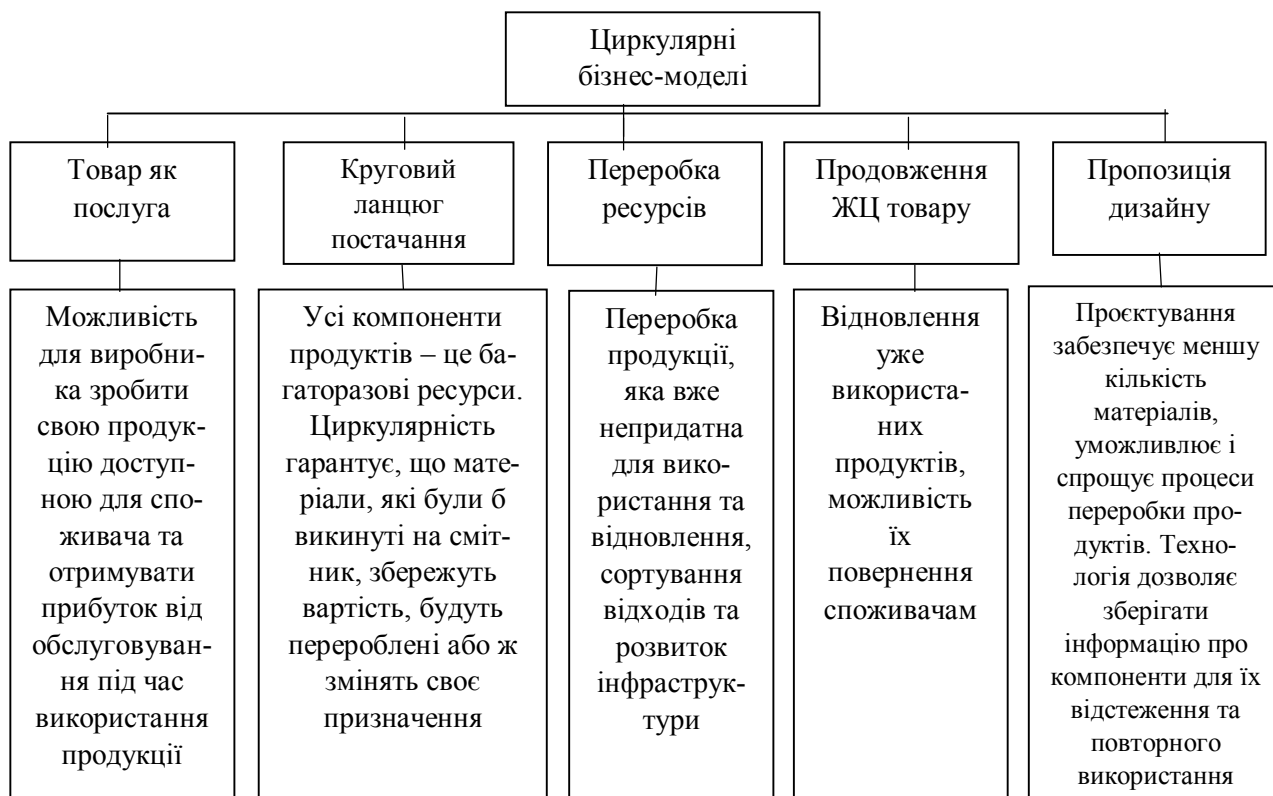 Циркулярні
бізнес-моделі
Товар як
послуга
Круговий
ланцюг
постачання
Переробка
ресурсів
Продовження
ЖЦ товару
Пропозиція
дизайну
Можливість
для виробни-
ка зробити
свою продук-
цію доступ-
ною для спо-
живача та
отримувати
прибуток від
обслуговуван-
ня під час
використання
продукції
Усі компоненти
продуктів – це ба-
гаторазові ресурси.
Циркулярність
гарантує, що мате-
ріали, які були б
викинуті на сміт-
ник, збережуть
вартість, будуть
перероблені або ж
змінять своє
призначення
Переробка
продукції,
яка вже
непридатна
для вико-
ристання та
відновлення,
сортування
відходів та
розвиток
інфраструк-
тури
Відновлення
уже
використа-
них
продуктів,
можливість
їх
повернення
споживачам
Проєктування
забезпечує меншу
кількість
матеріалів,
уможливлює і
спрощує процеси
переробки про-
дуктів. Техно-
логія дозволяє
зберігати
інформацію про
компоненти для їх
відстеження та
повторного
використання